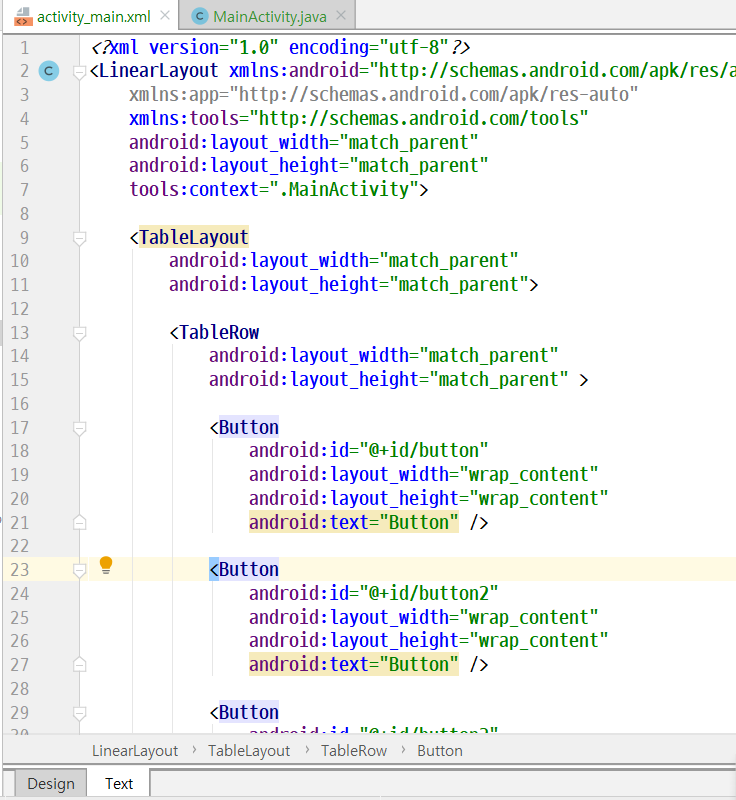 activity_main.xml
MainActivity.java
1 <?xml version="1.0" encoding="utf-8"?>
2 <LinearLayout xmlns:android="http://schemas.android.com/apk/res/a
3 xmlns:app="http://schemas.android.com/apk/res-auto"
4 xmlns:tools="http://schemas.android.com/tools"
5 android:layout_width="match_parent"
6 android:layout_height="match_parent"
7 tools:context=".MainActivity">
8
9 <TableLayout
10 android:layout_width="match_parent"
11 android:layout_height="match_parent">
12
13 <TableRow
14 android:layout_width="match_parent"
15 android:layout_height="match_parent" >
16
17 <Button
18 android:id="@+id/button"
19 android:layout_width="wrap_content"
20 android:layout_height="wrap_content"
21 android:text="Button" />
22
23 <Button
24 android:id="@+id/button2"
25 android:layout_width="wrap_content"
26 android:layout_height="wrap_content"
27 android:text="Button" />
28
29 <Button
LinearLayout › TableLayout › TableRow › Button
Design Text